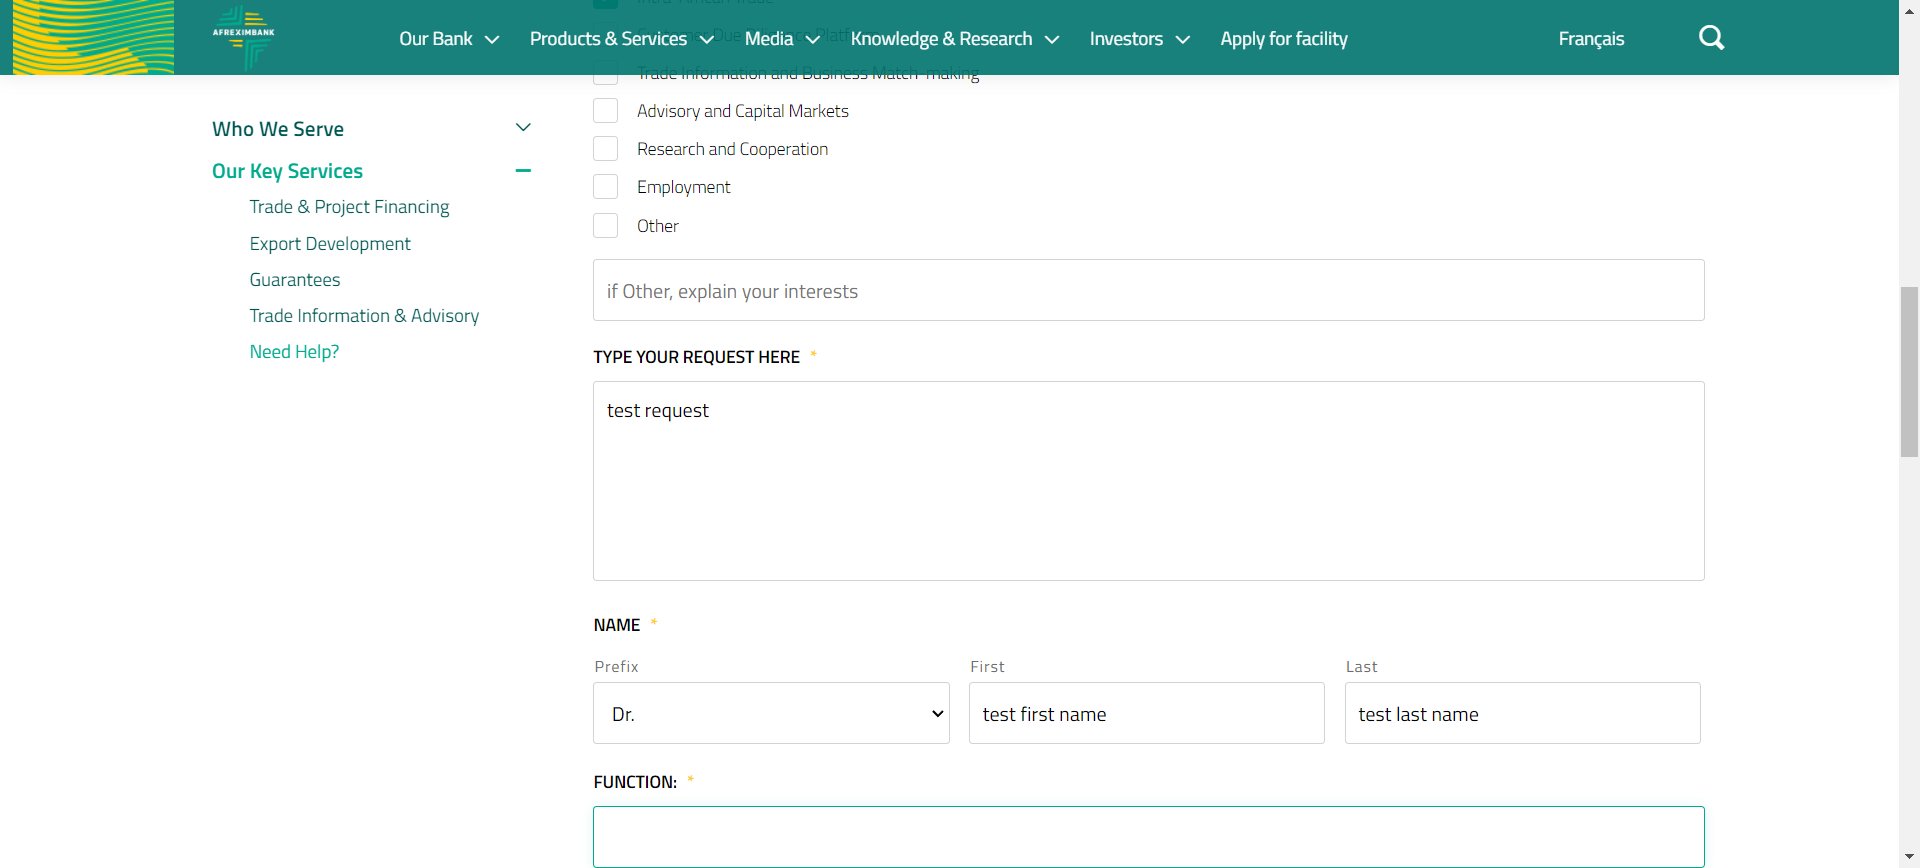 AFREXIMBANK
Our Bank Products & Services Media Knowledge & Research Investors Apply for facility Français
Who We Serve
Our Key Services
Trade & Project Financing
Export Development
Guarantees
Trade Information & Advisory
Need Help?
Intra-African Trade
Trade Information and Business Match-making
Advisory and Capital Markets
Research and Cooperation
Employment
Other
if Other, explain your interests
TYPE YOUR REQUEST HERE *
test request
NAME *
Prefix First Last
Dr. test first name test last name
FUNCTION: *